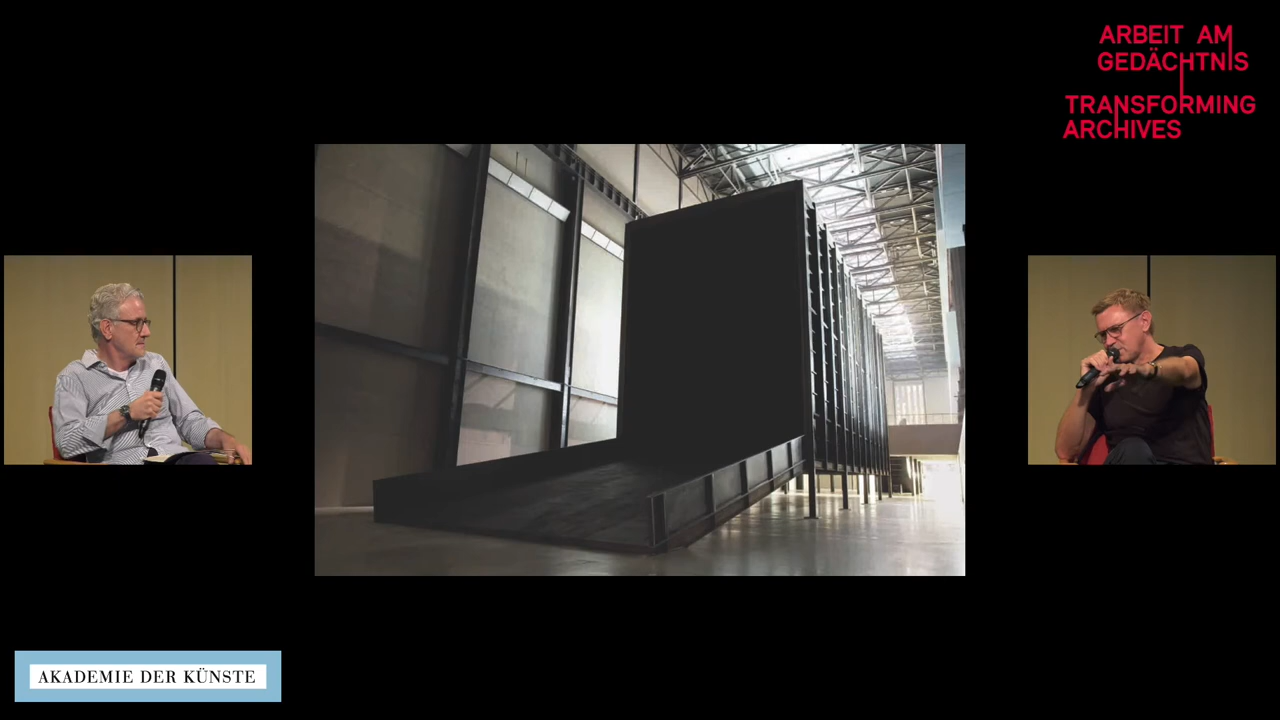 ARBEIT AM
GEDÄCHTNIS
TRANSFORMING
ARCHIVES
AKADEMIE DER KÜNSTE